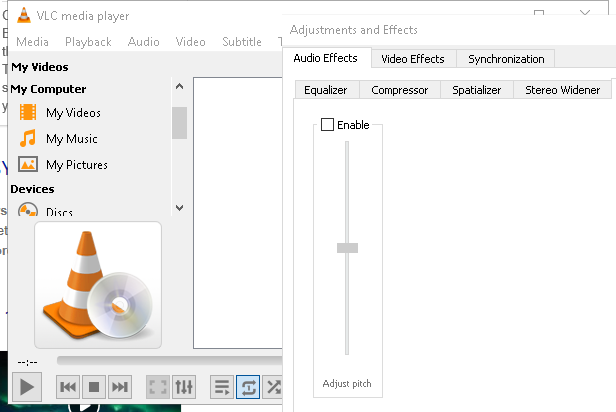 VLC media player
Media Playback Audio Video Subtitle T
My Videos
My Computer
My Videos
My Music
My Pictures
Devices
Discs
--:--
Adjustments and Effects
Audio Effects Video Effects Synchronization
Equalizer Compressor Spatializer Stereo Widener
Enable
Adjust pitch